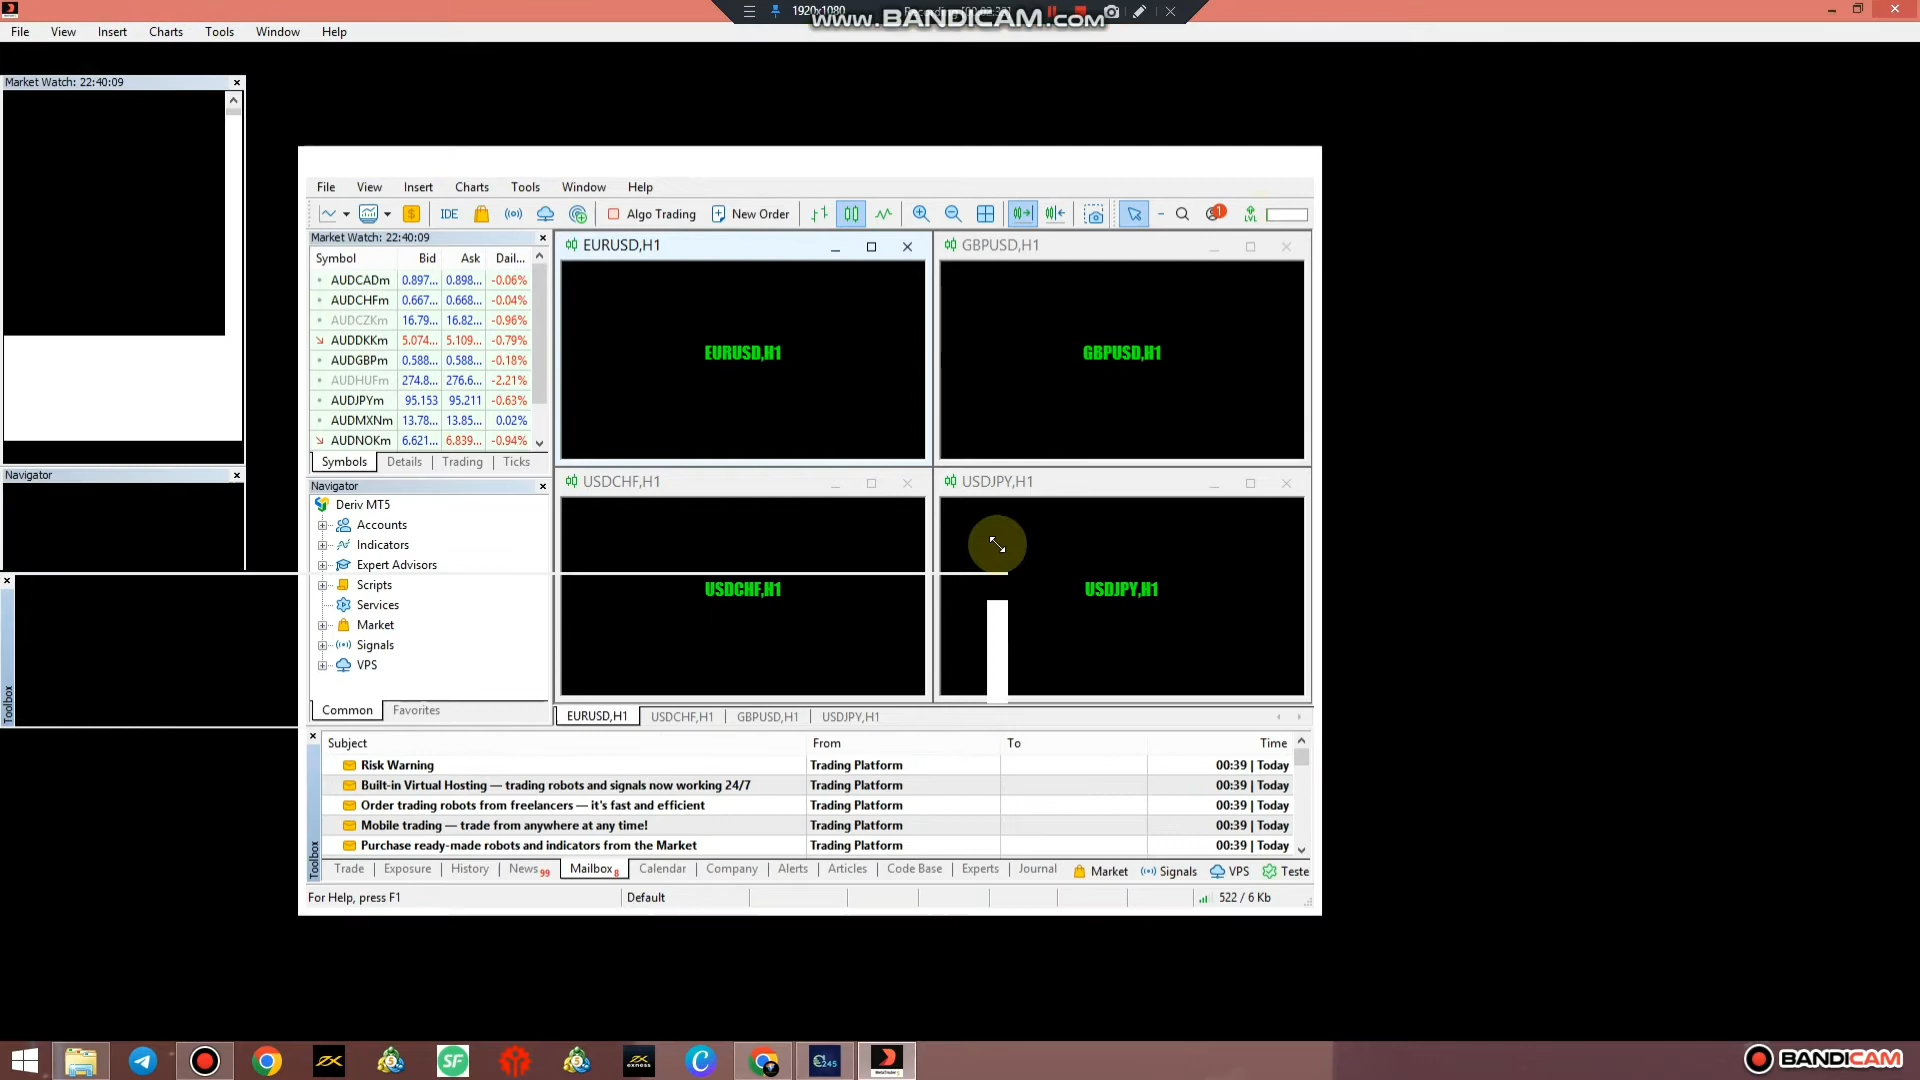 1920x1080
www.BANDICAM.com
File View Insert Charts Tools Window Help
Market Watch: 22:40:09
Navigator
Toolbox
File View Insert Charts Tools Window Help
IDE Algo Trading New Order 1 LVL
Market Watch: 22:40:09
Symbol Bid Ask Dail...
AUDCADm 0.897... 0.898... -0.06%
AUDCHFm 0.667... 0.668... -0.04%
AUDCZKm 16.79... 16.82... -0.96%
AUDDKKm 5.074... 5.109... -0.79%
AUDGBPm 0.588... 0.588... -0.18%
AUDHUFm 274.8... 276.6... -2.21%
AUDJPYm 95.153 95.211 -0.63%
AUDMXNm 13.78... 13.85... 0.02%
AUDNOKm 6.621... 6.839... -0.94%
Symbols Details Trading Ticks
Navigator
Deriv MT5
Accounts
Indicators
Expert Advisors
Scripts
Services
Market
Signals
VPS
Common Favorites
EURUSD,H1
EURUSD,H1
GBPUSD,H1
GBPUSD,H1
USDCHF,H1
USDCHF,H1
USDJPY,H1
USDJPY,H1
EURUSD,H1 USDCHF,H1 GBPUSD,H1 USDJPY,H1
Toolbox
Subject From To Time
Risk Warning Trading Platform 00:39 | Today
Built-in Virtual Hosting — trading robots and signals now working 24/7 Trading Platform 00:39 | Today
Order trading robots from freelancers — it's fast and efficient Trading Platform 00:39 | Today
Mobile trading — trade from anywhere at any time! Trading Platform 00:39 | Today
Purchase ready-made robots and indicators from the Market Trading Platform 00:39 | Today
Trade Exposure History News 99 Mailbox 8 Calendar Company Alerts Articles Code Base Experts Journal Market Signals VPS Teste
For Help, press F1 Default 522 / 6 Kb
SF
exness
C245
BANDICAM